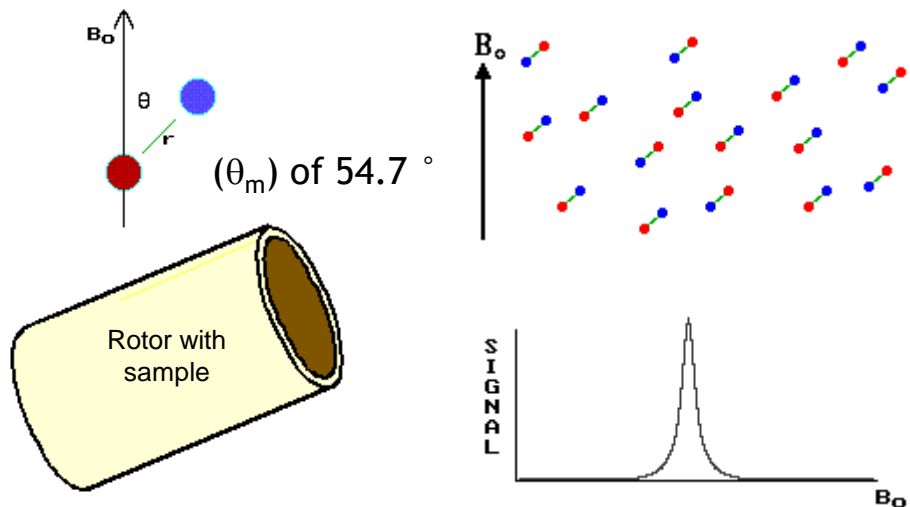 Bo
θ
r
(θm) of 54.7 °
Rotor with
sample
Bo
SIGNAL
Bo